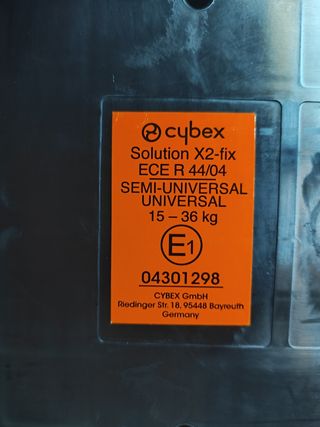 cybex
Solution X2-fix
ECE R 44/04
SEMI-UNIVERSAL
UNIVERSAL
15 – 36 kg
E1
04301298
CYBEX GmbH
Riedinger Str. 18, 95448 Bayreuth
Germany